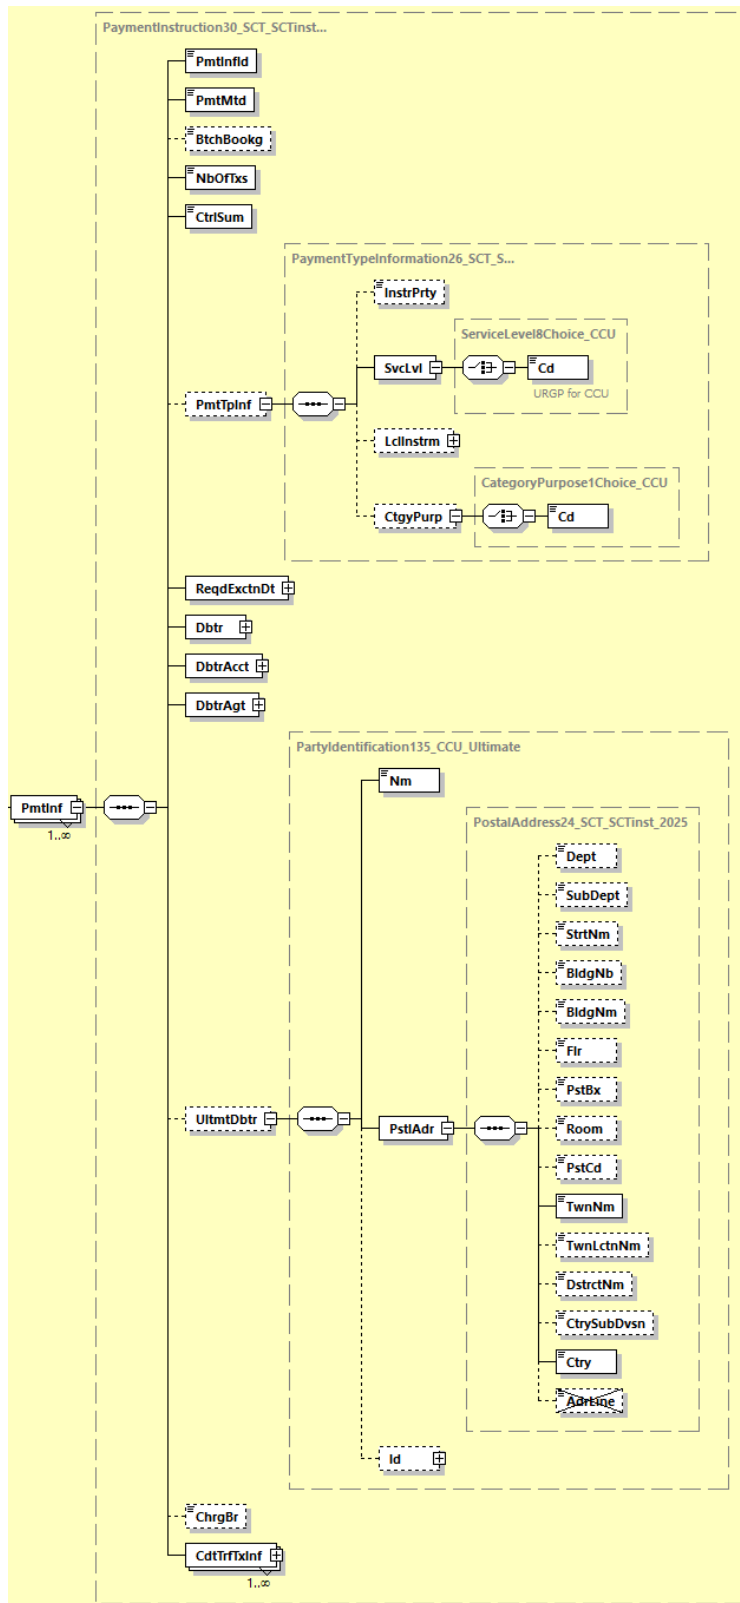 PaymentInstruction30_SCT_SCTinst...
PmtInfId
PmtMtd
BtchBookg
NbOfTxs
CtrlSum
PaymentTypeInformation26_SCT_S...
InstrPrty
ServiceLevel8Choice_CCU
PmtTpInf
SvcLvl
Cd
URGP for CCU
LclInstrm
CategoryPurpose1Choice_CCU
CtgyPurp
Cd
ReqdExctnDt
Dbtr
DbtrAcct
DbtrAgt
PartyIdentification135_CCU_Ultimate
Nm
PmtInf
1..∞
PostalAddress24_SCT_SCTinst_2025
Dept
SubDept
StrtNm
BldgNb
BldgNm
Flr
PstBx
UltmtDbtr
PstlAdr
Room
PstCd
TwnNm
TwnLctnNm
DstrctNm
CtrySubDvsn
Ctry
AdrLine
Id
ChrgBr
CdtTrfTxInf
1..∞